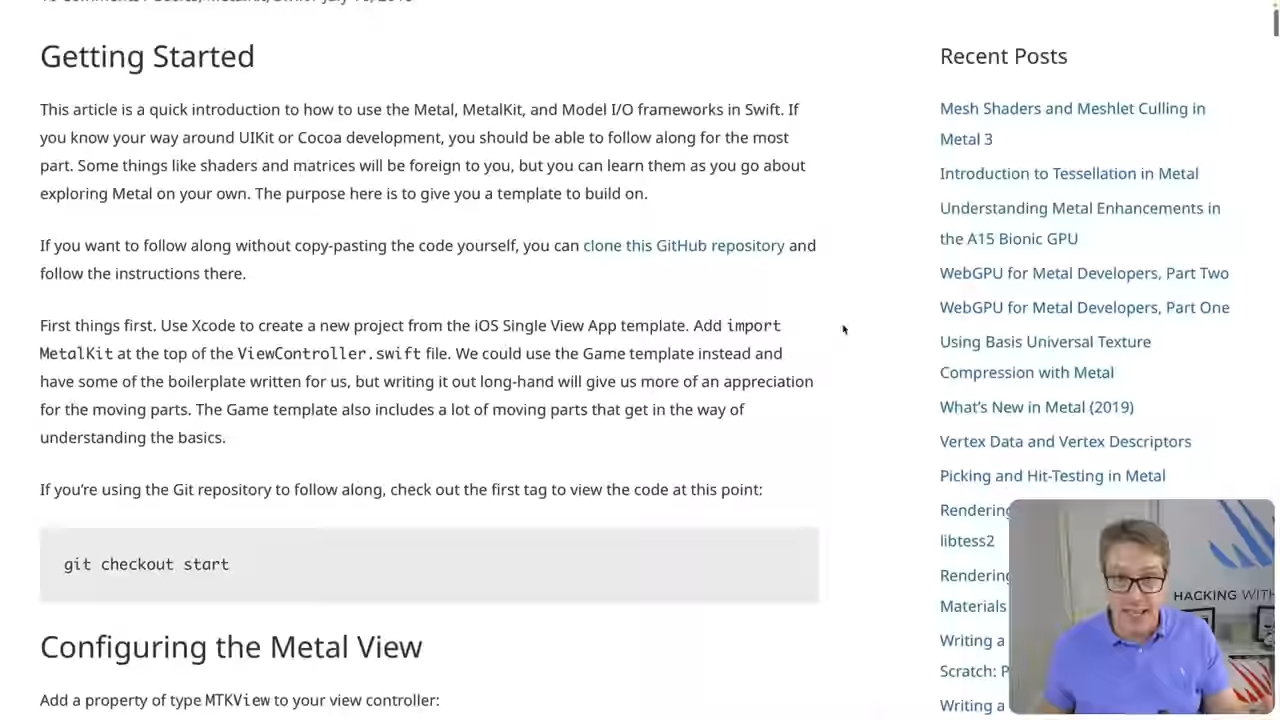 Getting Started
This article is a quick introduction to how to use the Metal, MetalKit, and Model I/O frameworks in Swift. If
you know your way around UIKit or Cocoa development, you should be able to follow along for the most
part. Some things like shaders and matrices will be foreign to you, but you can learn them as you go about
exploring Metal on your own. The purpose here is to give you a template to build on.
If you want to follow along without copy-pasting the code yourself, you can clone this GitHub repository and
follow the instructions there.
First things first. Use Xcode to create a new project from the iOS Single View App template. Add import
MetalKit at the top of the ViewController.swift file. We could use the Game template instead and
have some of the boilerplate written for us, but writing it out long-hand will give us more of an appreciation
for the moving parts. The Game template also includes a lot of moving parts that get in the way of
understanding the basics.
If you’re using the Git repository to follow along, check out the first tag to view the code at this point:
git checkout start
Configuring the Metal View
Add a property of type MTKView to your view controller:
Recent Posts
Mesh Shaders and Meshlet Culling in
Metal 3
Introduction to Tessellation in Metal
Understanding Metal Enhancements in
the A15 Bionic GPU
WebGPU for Metal Developers, Part Two
WebGPU for Metal Developers, Part One
Using Basis Universal Texture
Compression with Metal
What’s New in Metal (2019)
Vertex Data and Vertex Descriptors
Picking and Hit-Testing in Metal
Rendering
libtess2
Rendering
Materials
Writing a
Scratch: P
Writing a
HACKING WITH